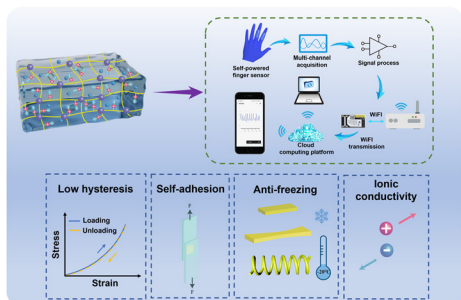 Self-powered
finger sensor
Multi-channel
acquisition
Signal process
WiFi
WiFi
transmission
Cloud
computing platform
Low hysteresis
Stress
Loading
Unloading
Strain
Self-adhesion
F
F
Anti-freezing
-20°C
Ionic
conductivity